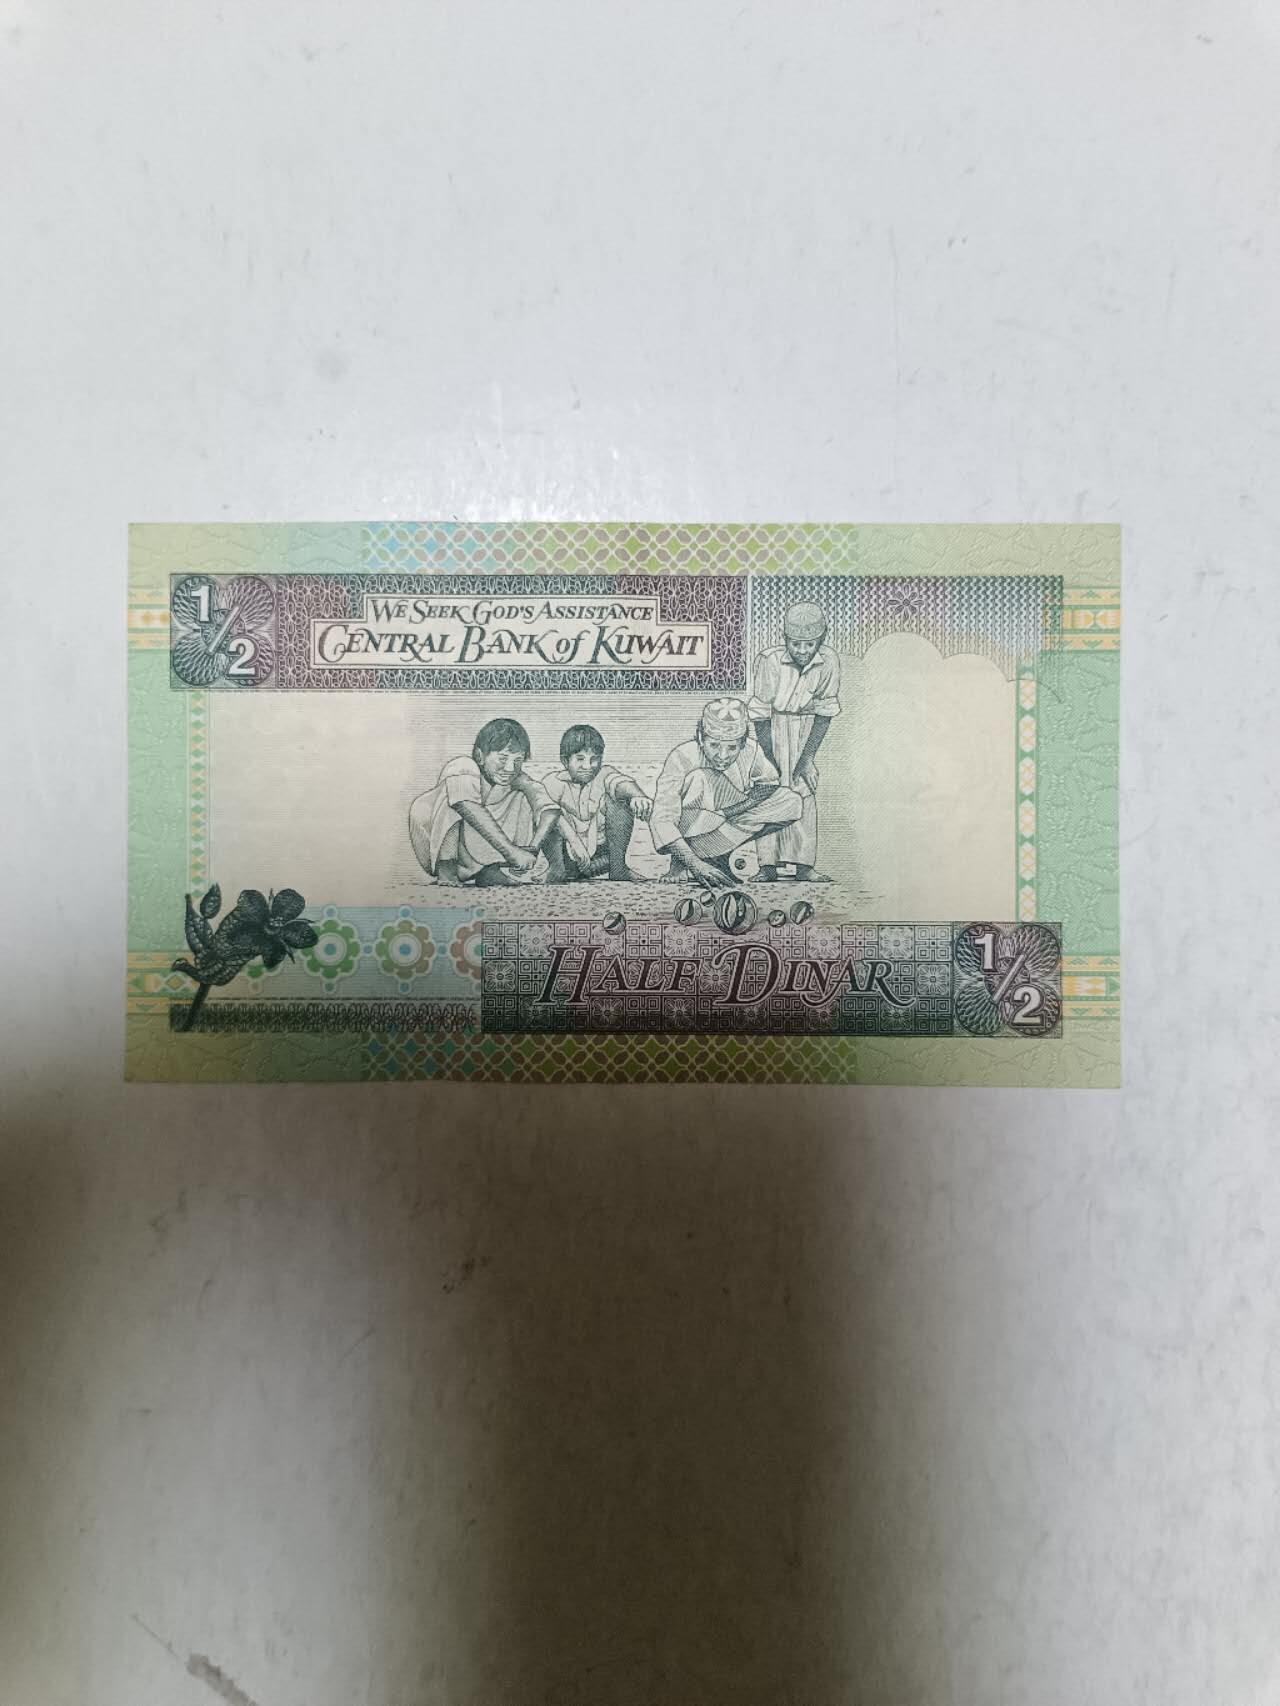 1/2
WE SEEK GOD'S ASSISTANCE
CENTRAL BANK of KUWAIT
HALF DINAR
1/2